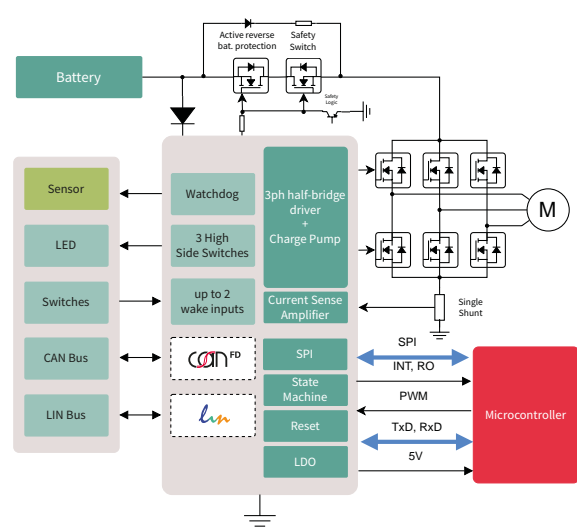 Active reverse
bat. protection
Safety
Switch
Battery
Safety
Logic
Sensor
LED
Switches
CAN Bus
LIN Bus
Watchdog
3 High
Side Switches
up to 2
wake inputs
CAN FD
lin
3ph half-bridge
driver
+
Charge Pump
Current Sense
Amplifier
SPI
State
Machine
Reset
LDO
M
Single
Shunt
SPI
INT, RO
PWM
TxD, RxD
5V
Microcontroller